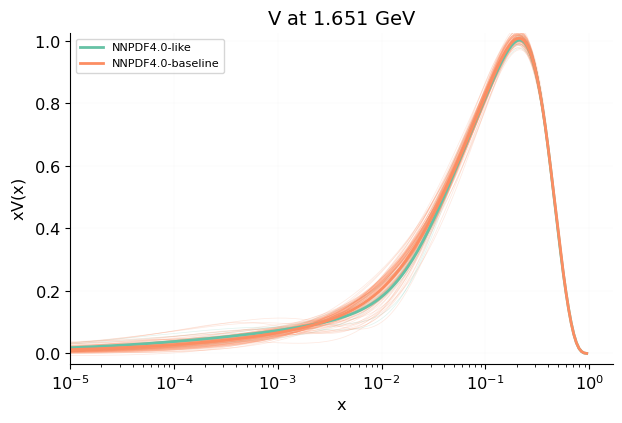 V at 1.651 GeV
NNPDF4.0-like
NNPDF4.0-baseline
xV(x)
1.0
0.8
0.6
0.4
0.2
0.0
10⁻⁵ 10⁻⁴ 10⁻³ 10⁻² 10⁻¹ 10⁰
x